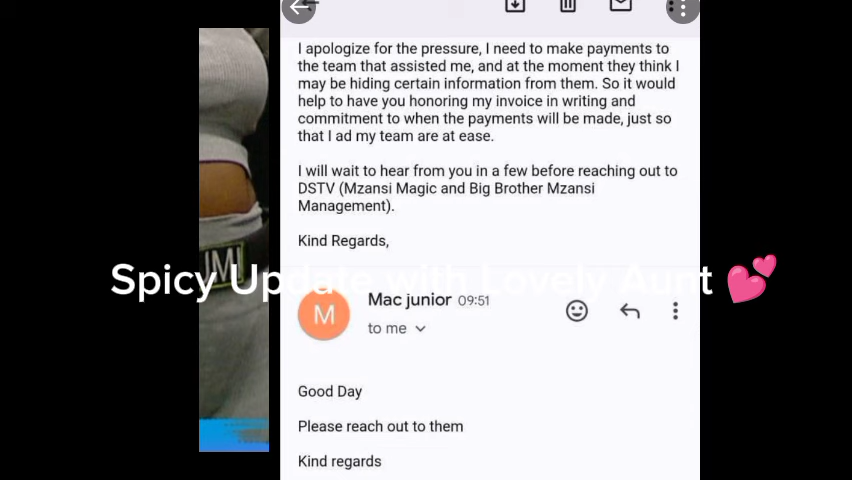 I apologize for the pressure, I need to make payments to
the team that assisted me, and at the moment they think I
may be hiding certain information from them. So it would
help to have you honoring my invoice in writing and
commitment to when the payments will be made, just so
that I ad my team are at ease.
I will wait to hear from you in a few before reaching out to
DSTV (Mzansi Magic and Big Brother Mzansi
Management).
Kind Regards,
Spicy Update with Lovely Aunt 💕
M
Mac junior 09:51
to me
Good Day
Please reach out to them
Kind regards